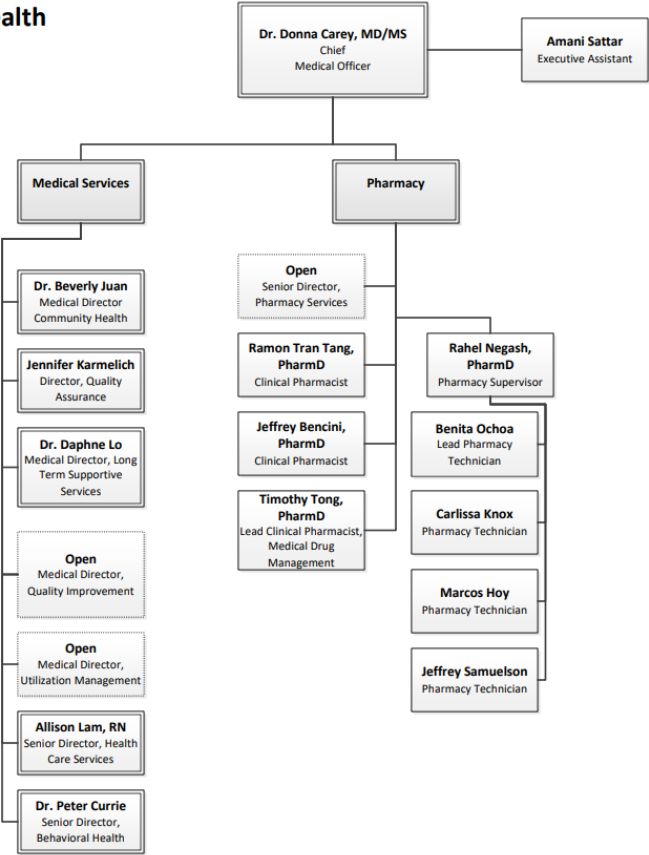 alth
Dr. Donna Carey, MD/MS
Chief
Medical Officer
Amani Sattar
Executive Assistant
Medical Services
Pharmacy
Dr. Beverly Juan
Medical Director
Community Health
Jennifer Karmelich
Director, Quality
Assurance
Dr. Daphne Lo
Medical Director, Long
Term Supportive
Services
Open
Medical Director,
Quality Improvement
Open
Medical Director,
Utilization Management
Allison Lam, RN
Senior Director, Health
Care Services
Dr. Peter Currie
Senior Director,
Behavioral Health
Open
Senior Director,
Pharmacy Services
Ramon Tran Tang,
PharmD
Clinical Pharmacist
Jeffrey Bencini,
PharmD
Clinical Pharmacist
Timothy Tong,
PharmD
Lead Clinical Pharmacist,
Medical Drug
Management
Rahel Negash,
PharmD
Pharmacy Supervisor
Benita Ochoa
Lead Pharmacy
Technician
Carlissa Knox
Pharmacy Technician
Marcos Hoy
Pharmacy Technician
Jeffrey Samuelson
Pharmacy Technician